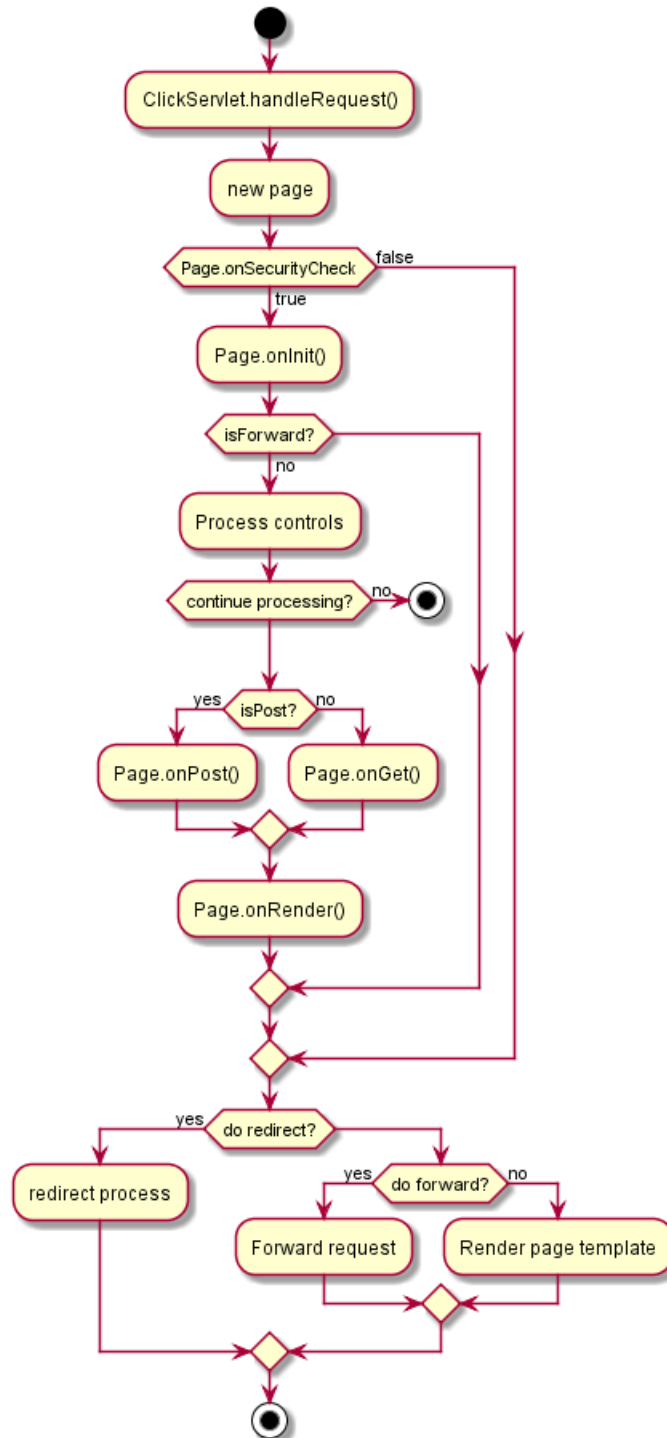 ClickServlet.handleRequest()
new page
Page.onSecurityCheck
false
true
Page.onInit()
isForward?
no
Process controls
continue processing?
no
isPost?
yes
no
Page.onPost()
Page.onGet()
Page.onRender()
do redirect?
yes
redirect process
do forward?
yes
no
Forward request
Render page template